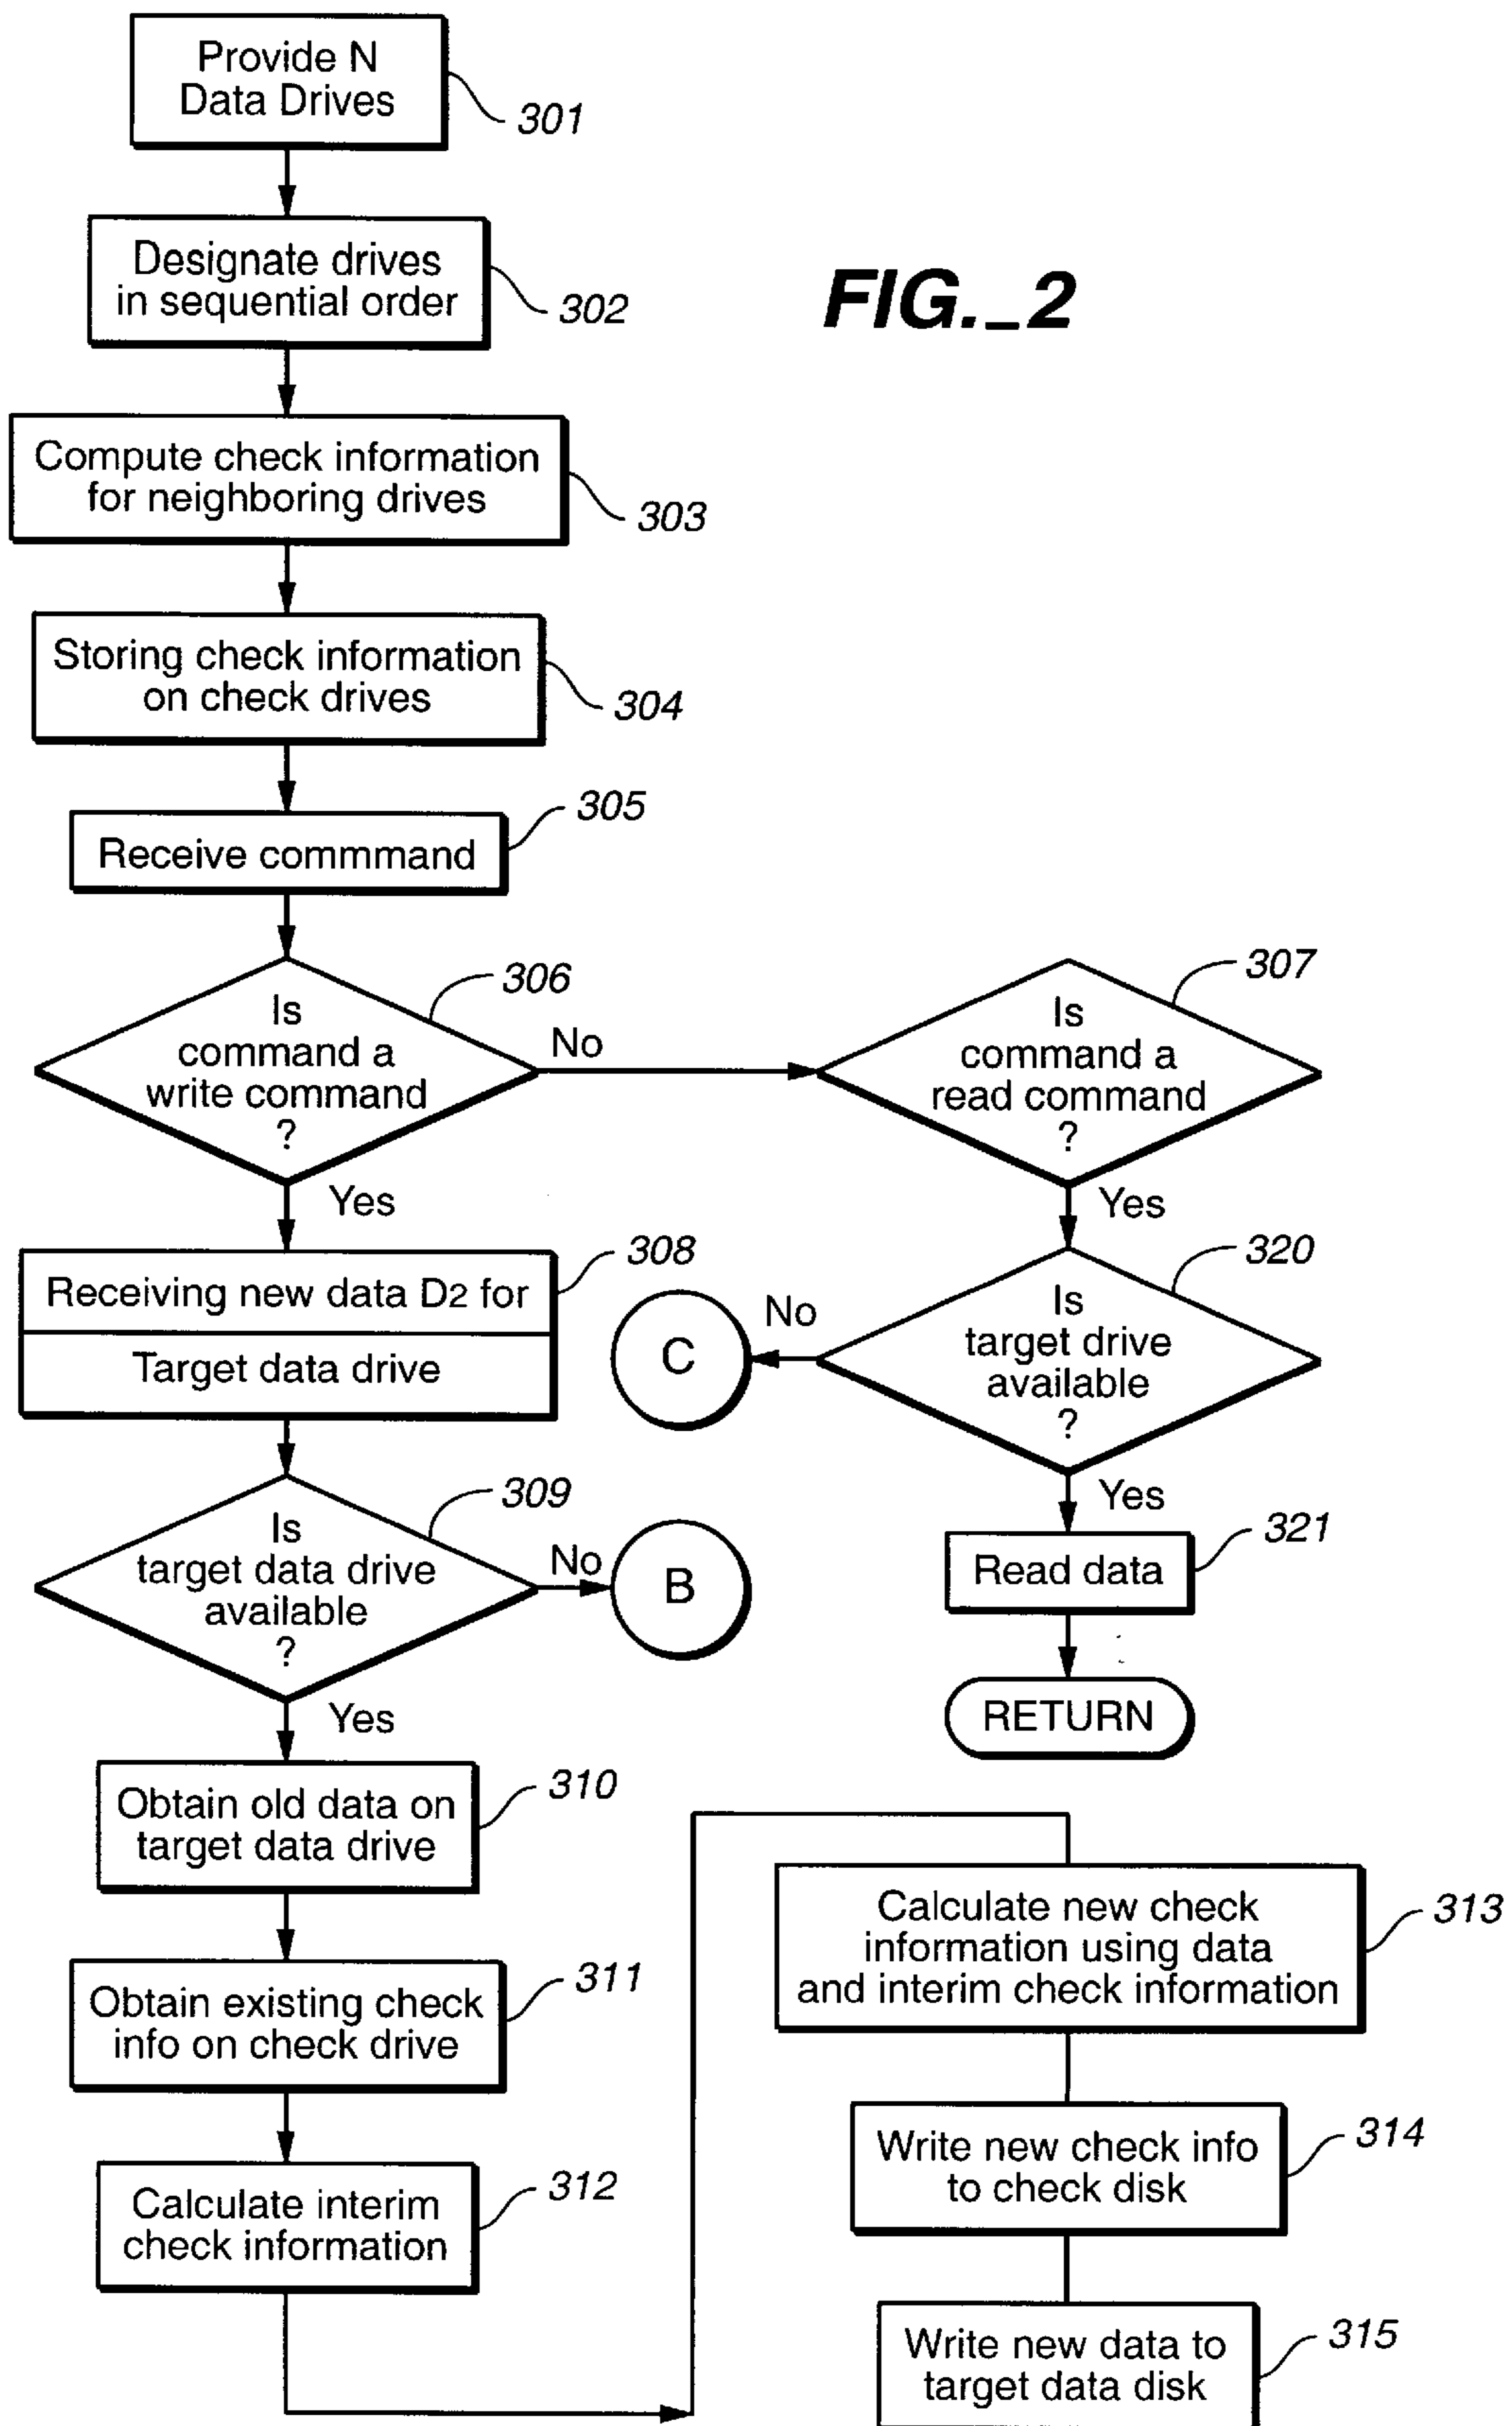 Provide N
Data Drives
301
Designate drives
in sequential order
302
FIG._2
Compute check information
for neighboring drives
303
Storing check information
on check drives
304
305
Receive commmand
306
Is
command a
write command
?
No
307
Is
command a
read command
?
Yes
Yes
308
Receiving new data D2 for
Target data drive
320
Is
target drive
available
?
No
C
309
Is
target data drive
available
?
No
B
Yes
321
Read data
RETURN
Yes
310
Obtain old data on
target data drive
311
Obtain existing check
info on check drive
312
Calculate interim
check information
313
Calculate new check
information using data
and interim check information
314
Write new check info
to check disk
315
Write new data to
target data disk